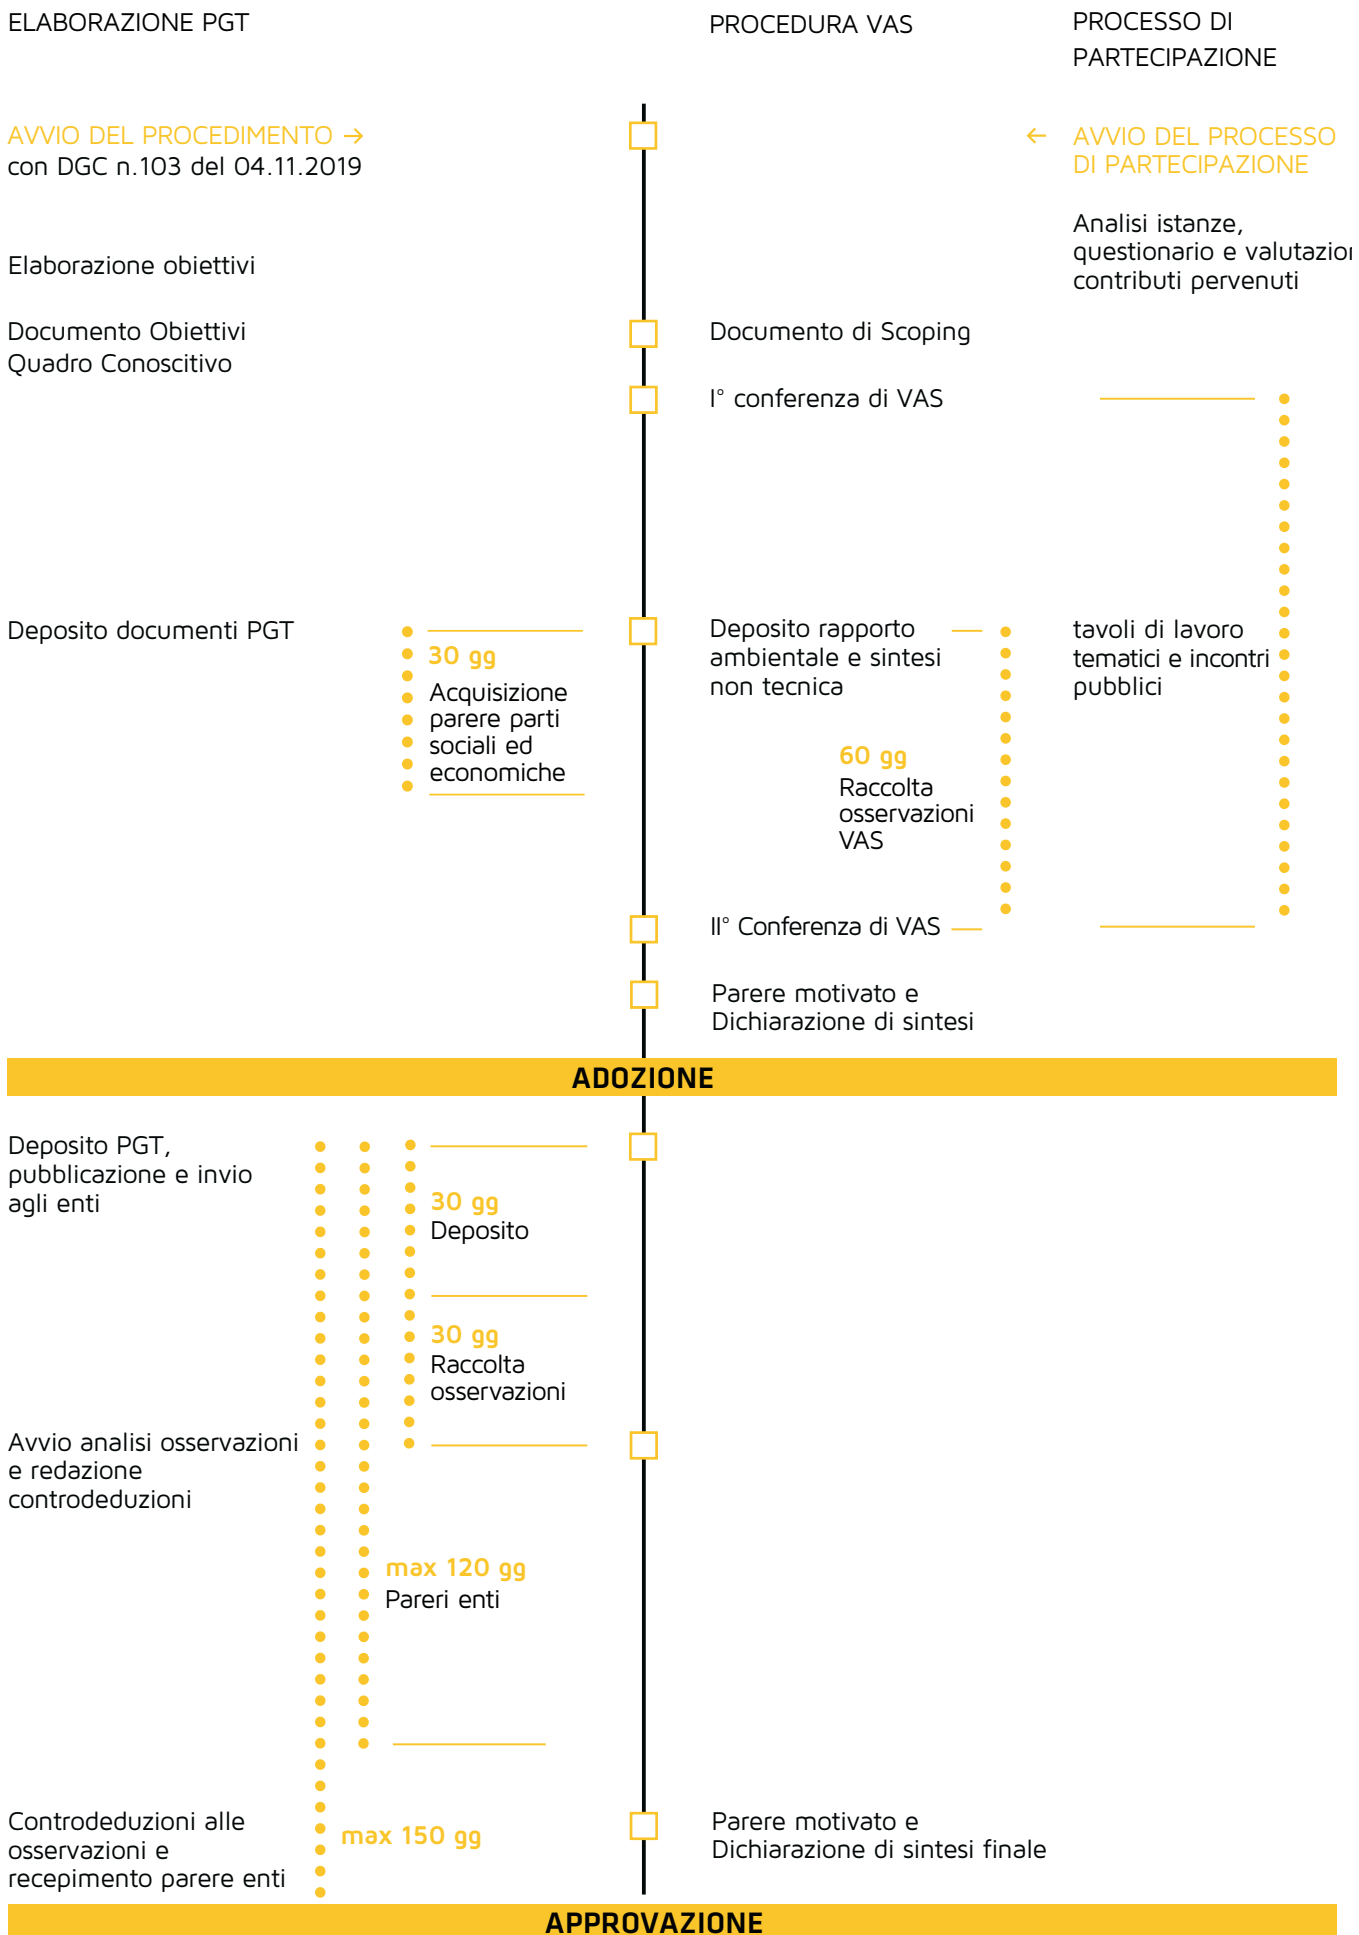 ELABORAZIONE PGT
PROCEDURA VAS
PROCESSO DI
PARTECIPAZIONE
AVVIO DEL PROCEDIMENTO →
con DGC n.103 del 04.11.2019
← AVVIO DEL PROCESSO
DI PARTECIPAZIONE
Analisi istanze,
questionario e valutazion
contributi pervenuti
Elaborazione obiettivi
Documento Obiettivi
Quadro Conoscitivo
Documento di Scoping
I° conferenza di VAS
Deposito documenti PGT
30 gg
Acquisizione
parere parti
sociali ed
economiche
Deposito rapporto
ambientale e sintesi
non tecnica
60 gg
Raccolta
osservazioni
VAS
tavoli di lavoro
tematici e incontri
pubblici
II° Conferenza di VAS
Parere motivato e
Dichiarazione di sintesi
ADOZIONE
Deposito PGT,
pubblicazione e invio
agli enti
30 gg
Deposito
30 gg
Raccolta
osservazioni
Avvio analisi osservazioni
e redazione
controdeduzioni
max 120 gg
Pareri enti
Controdeduzioni alle
osservazioni e
recepimento parere enti
max 150 gg
Parere motivato e
Dichiarazione di sintesi finale
APPROVAZIONE